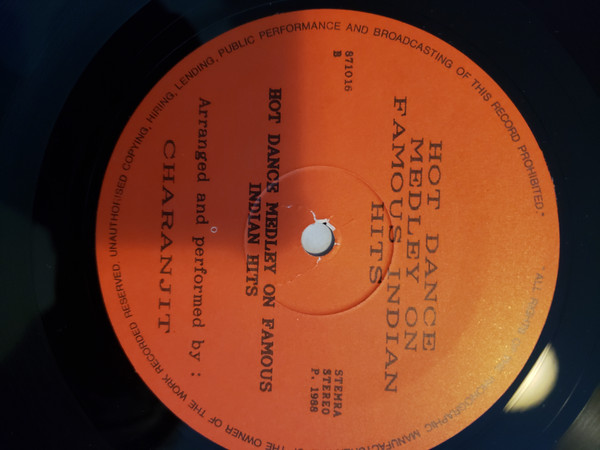 HOT DANCE
MEDLEY ON
FAMOUS INDIAN
HITS
871016
B
STEMRA
STEREO
P. 1988
HOT DANCE MEDLEY ON FAMOUS
INDIAN HITS
Arranged and performed by :
CHARANJIT
THE OWNER OF THE WORK RECORDED RESERVED. UNAUTHORISED COPYING, HIRING, LENDING, PUBLIC PERFORMANCE AND BROADCASTING OF THIS RECORD PROHIBITED.